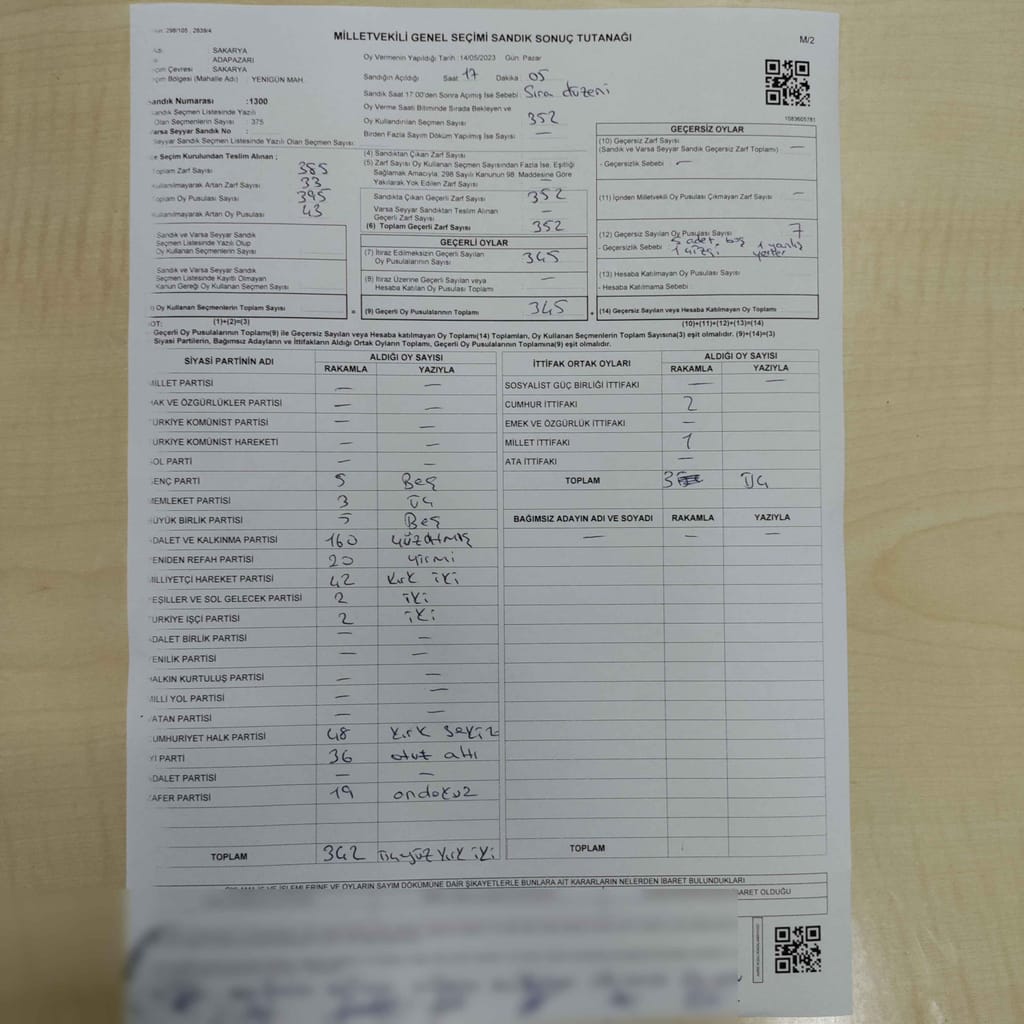 298/105 , 2839/4
MİLLETVEKİLİ GENEL SEÇİMİ SANDIK SONUÇ TUTANAĞI
M/2
: SAKARYA
: ADAPAZARI
Çevresi : SAKARYA
Bölgesi (Mahalle Adı) : YENİGÜN MAH.
Sandık Numarası :1300
Sandık Seçmen Listesinde Yazılı
Olan Seçmenlerin Sayısı : 375
Varsa Seyyar Sandık No :
Seyyar Sandık Seçmen Listesinde Yazılı Olan Seçmen Sayısı:
Oy Vermenin Yapıldığı Tarih :14/05/2023 Gün: Pazar
Sandığın Açıldığı Saat: 17 Dakika : 05
Sandık Saat 17:00'den Sonra Açımış İse Sebebi : Sıra düzeni
Oy Verme Saati Bitiminde Sırada Bekleyen ve
Oy Kullandırılan Seçmen Sayısı : 352
Birden Fazla Sayım Döküm Yapılmış İse Sayısı : —
1083605781
e Seçim Kurulundan Teslim Alınan ;
Toplam Zarf Sayısı : 385
Kullanılmayarak Artan Zarf Sayısı : 33
Toplam Oy Pusulası Sayısı : 395
Kullanılmayarak Artan Oy Pusulası : 43
Sandık ve Varsa Seyyar Sandık
Seçmen Listesinde Yazılı Olup
Oy Kullanan Seçmenlerin Sayısı
Sandık ve Varsa Seyyar Sandık
Seçmen Listesinde Kayıtlı Olmayan
Kanun Gereği Oy Kullanan Seçmen Sayısı
) Oy Kullanan Seçmenlerin Toplam Sayısı
(1)+(2)=(3)
(4) Sandıktan Çıkan Zarf Sayısı
(5) Zarf Sayısı Oy Kullanan Seçmen Sayısından Fazla İse, Eşitliği
Sağlamak Amacıyla, 298 Sayılı Kanunun 98. Maddesine Göre
Yakılarak Yok Edilen Zarf Sayısı —
Sandıkta Çıkan Geçerli Zarf Sayısı 352
Varsa Seyyar Sandıktan Teslim Alınan
Geçerli Zarf Sayısı —
(6) Toplam Geçerli Zarf Sayısı 352
GEÇERLİ OYLAR
(7) İtiraz Edilmeksizin Geçerli Sayılan
Oy Pusulalarının Sayısı 345
(8) İtiraz Üzerine Geçerli Sayılan veya
Hesaba Katılan Oy Pusulası Toplamı —
= (9) Geçerli Oy Pusulalarının Toplamı 345
GEÇERSİZ OYLAR
(10) Geçersiz Zarf Sayısı
(Sandık ve Varsa Seyyar Sandık Geçersiz Zarf Toplamı) —
- Geçersizlik Sebebi : —
(11) İçinden Milletvekili Oy Pusulası Çıkmayan Zarf Sayısı —
(12) Geçersiz Sayılan Oy Pusulası Sayısı 7
- Geçersizlik Sebebi : 5 adet boş 1 yanlış
1 çizgi
(13) Hesaba Katılmayan Oy Pusulası Sayısı
- Hesaba Katılmama Sebebi
+ (14) Geçersiz Sayılan veya Hesaba Katılmayan Oy Toplamı
(10)+(11)+(12)+(13)=(14)
NOT:
Geçerli Oy Pusulalarının Toplamı(9) ile Geçersiz Sayılan veya Hesaba katılmayan Oy Toplamı(14) Toplamları, Oy Kullanan Seçmenlerin Toplam Sayısına(3) eşit olmalıdır. (9)+(14)=(3)
Siyasi Partilerin, Bağımsız Adayların ve İttifakların Aldığı Ortak Oyların Toplamı, Geçerli Oy Pusulalarının Toplamına(9) eşit olmalıdır.
SİYASİ PARTİNİN ADI ALDIĞI OY SAYISI
RAKAMLA YAZIYLA
MİLLET PARTİSİ — —
HAK VE ÖZGÜRLÜKLER PARTİSİ — —
TÜRKİYE KOMÜNİST PARTİSİ — —
TÜRKİYE KOMÜNİST HAREKETİ — —
SOL PARTİ — —
GENÇ PARTİ 5 Beş
MEMLEKET PARTİSİ 3 üç
BÜYÜK BİRLİK PARTİSİ 5 Beş
ADALET VE KALKINMA PARTİSİ 160 yüzatmış
YENİDEN REFAH PARTİSİ 20 yirmi
MİLLİYETÇİ HAREKET PARTİSİ 42 kırk iki
YEŞİLLER VE SOL GELECEK PARTİSİ 2 iki
TÜRKİYE İŞÇİ PARTİSİ 2 iki
ADALET BİRLİK PARTİSİ — —
YENİLİK PARTİSİ — —
HALKIN KURTULUŞ PARTİSİ — —
MİLLİ YOL PARTİSİ — —
VATAN PARTİSİ — —
CUMHURİYET HALK PARTİSİ 48 kırk sekiz
İYİ PARTİ 36 otuz altı
ADALET PARTİSİ — —
ZAFER PARTİSİ 19 ondokuz
TOPLAM 342 üçyüz kırk iki
İTTİFAK ORTAK OYLARI ALDIĞI OY SAYISI
RAKAMLA YAZIYLA
SOSYALİST GÜÇ BİRLİĞİ İTTİFAKI — —
CUMHUR İTTİFAKI 2
EMEK VE ÖZGÜRLÜK İTTİFAKI —
MİLLET İTTİFAKI 1
ATA İTTİFAKI —
TOPLAM 3 üç
BAĞIMSIZ ADAYIN ADI VE SOYADI RAKAMLA YAZIYLA
— — —
TOPLAM
OYLAMA İŞ VE İŞLEMLERİNE VE OYLARIN SAYIM DÖKÜMÜNE DAİR ŞİKAYETLERLE BUNLARA AİT KARARLARIN NELERDEN İBARET BULUNDUKLARI
İBARET OLDUĞU